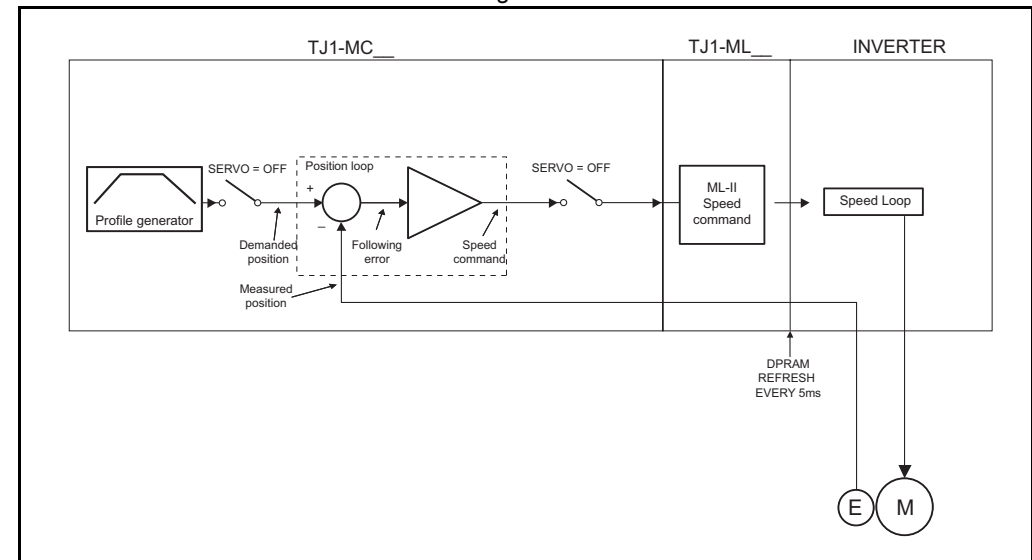 TJ1-MC__
TJ1-ML__
INVERTER
SERVO = OFF
Position loop
SERVO = OFF
+
–
Profile generator
Demanded
position
Following
error
Speed
command
Measured
position
ML-II
Speed
command
Speed Loop
DPRAM
REFRESH
EVERY 5ms
E
M